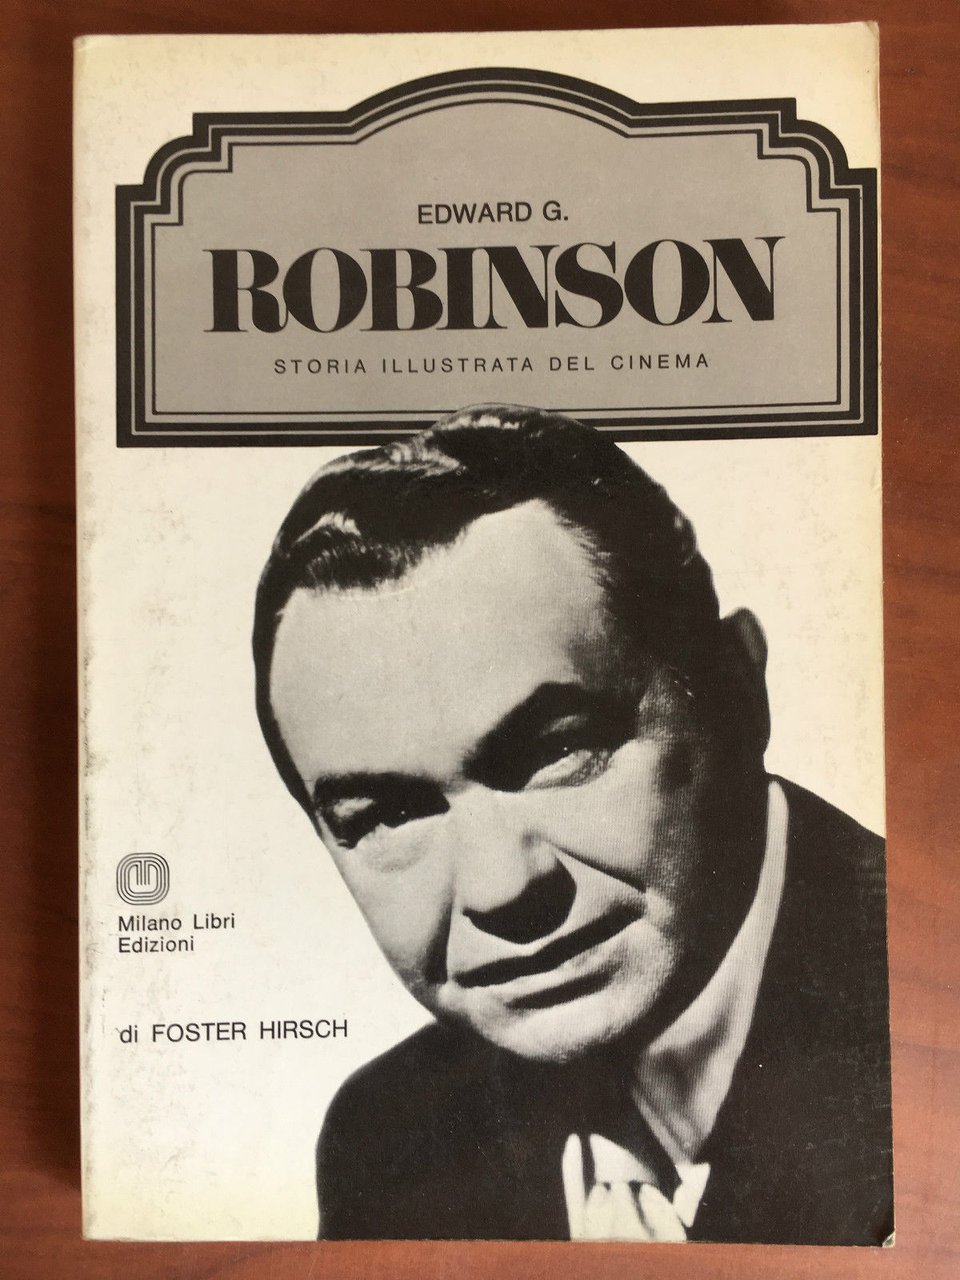 EDWARD G.
ROBINSON
STORIA ILLUSTRATA DEL CINEMA
Milano Libri
Edizioni
di FOSTER HIRSCH